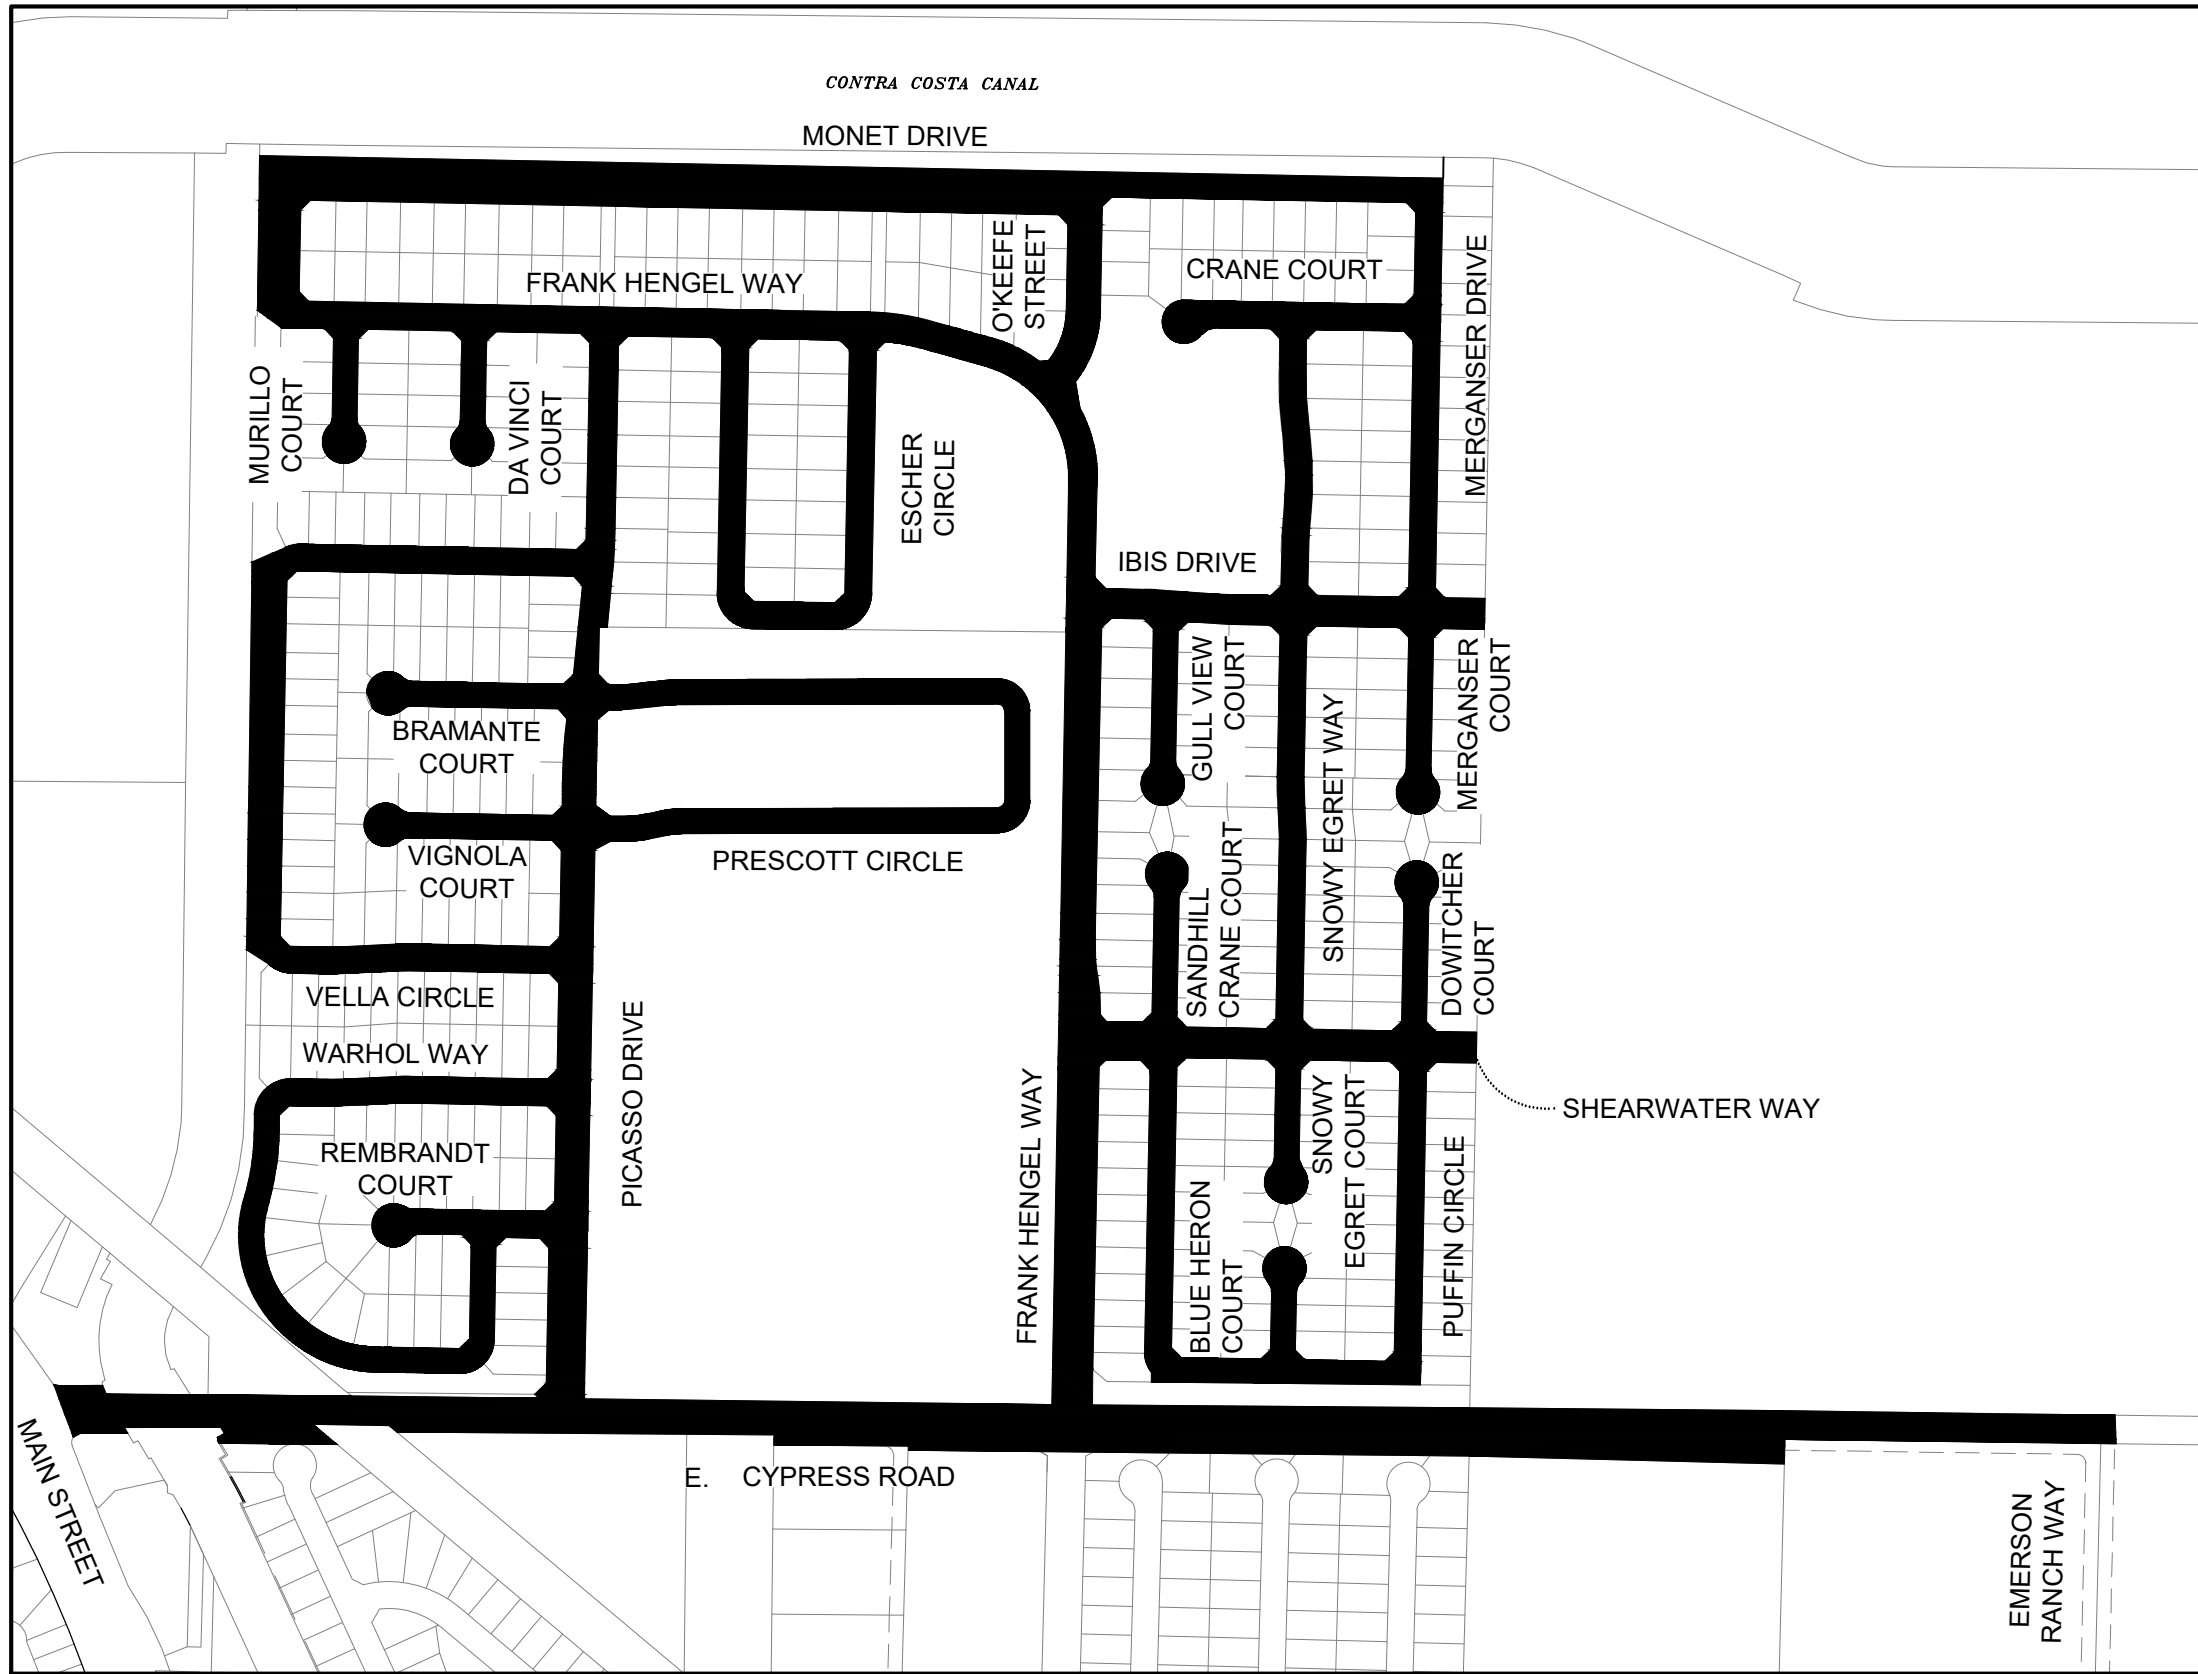 CONTRA COSTA CANAL
MONET DRIVE
O'KEEFE
STREET
CRANE COURT
FRANK HENGEL WAY
MERGANSER DRIVE
MURILLO
COURT
DA VINCI
COURT
ESCHER
CIRCLE
IBIS DRIVE
GULL VIEW
COURT
MERGANSER
COURT
SNOWY EGRET WAY
BRAMANTE
COURT
VIGNOLA
COURT
PRESCOTT CIRCLE
SANDHILL
CRANE COURT
DOWITCHER
COURT
VELLA CIRCLE
WARHOL WAY
PICASSO DRIVE
FRANK HENGEL WAY
SNOWY
EGRET COURT
SHEARWATER WAY
REMBRANDT
COURT
BLUE HERON
COURT
PUFFIN CIRCLE
MAIN STREET
E. CYPRESS ROAD
EMERSON
RANCH WAY